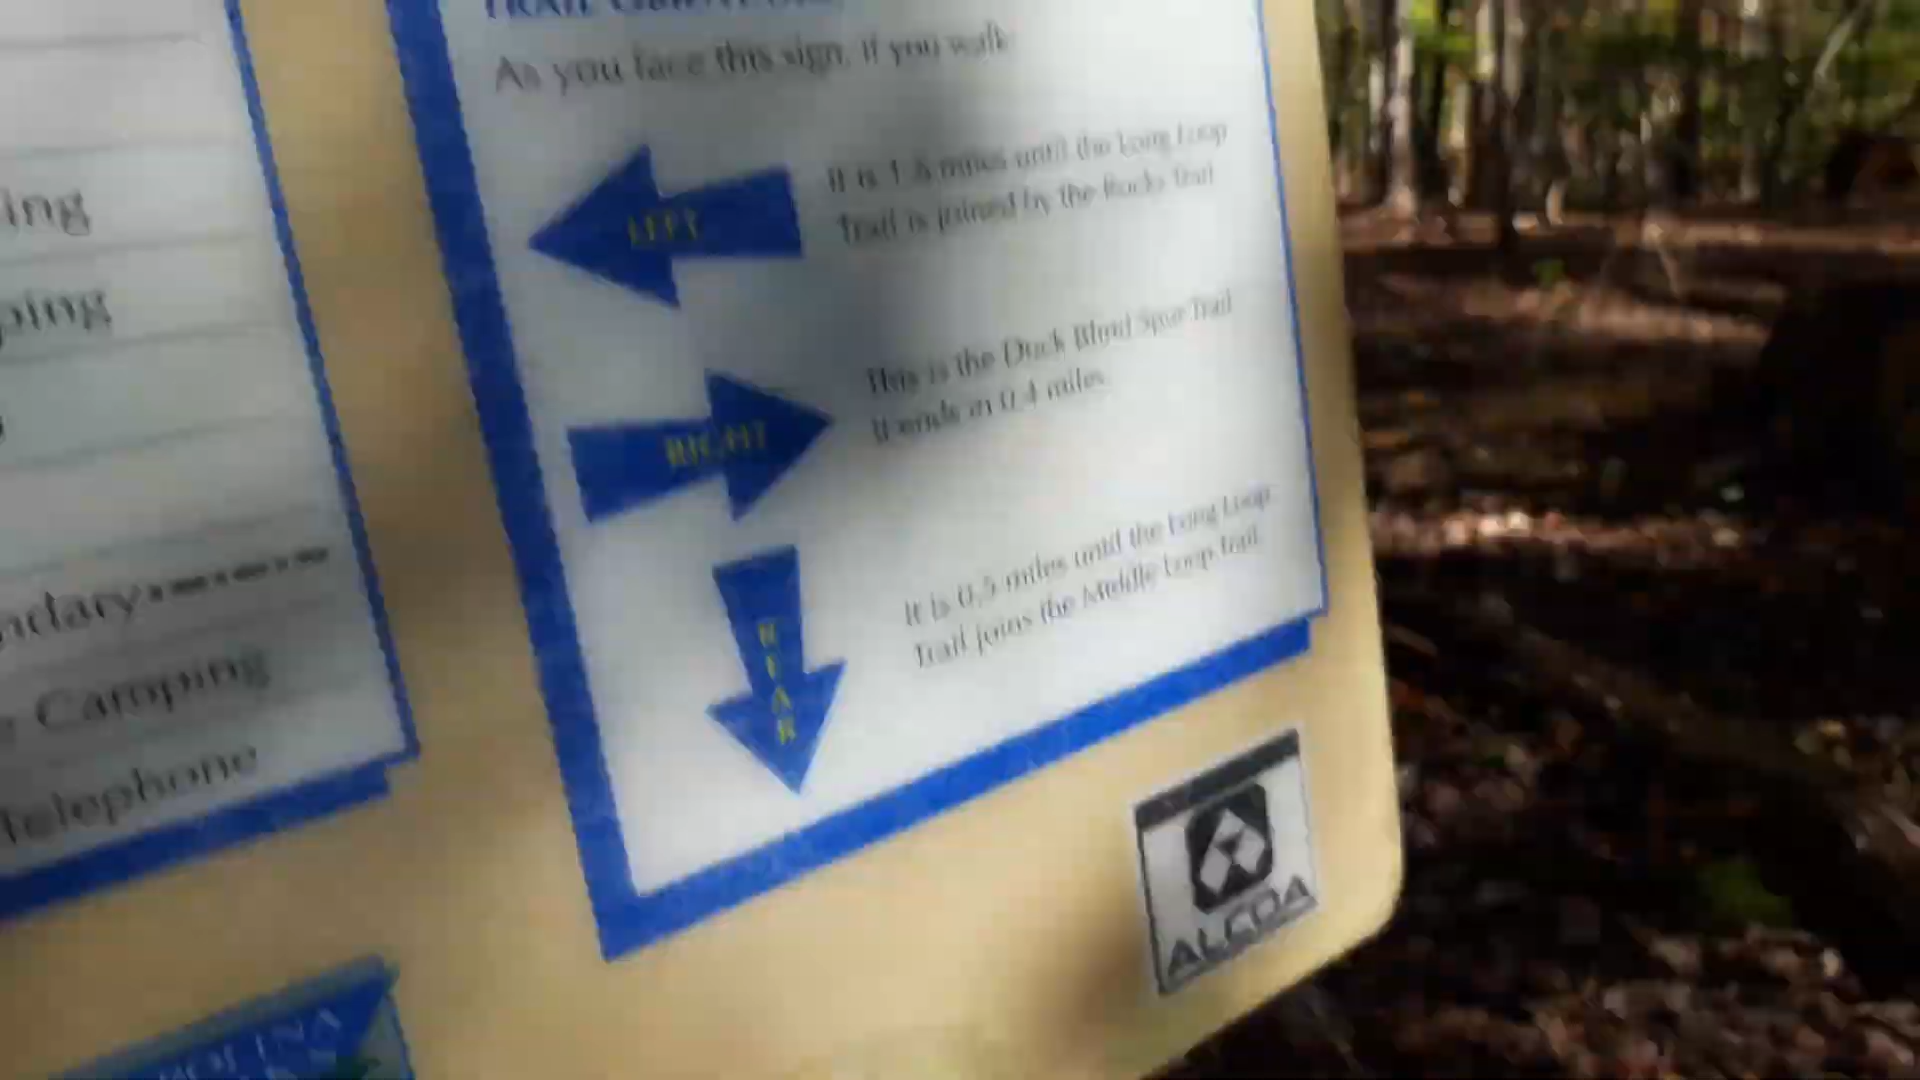 TRAIL
As you face this sign, if you walk
LEFT
It is 1.5 miles until the Long Loop
Trail is joined by the Rocks Trail
RIGHT
This is the Duck Blind Spur Trail
It ends in 0.4 miles.
REAR
It is 0.5 miles until the Long Loop
Trail joins the Middle Loop Trail.
Camping
Telephone
ALCOA